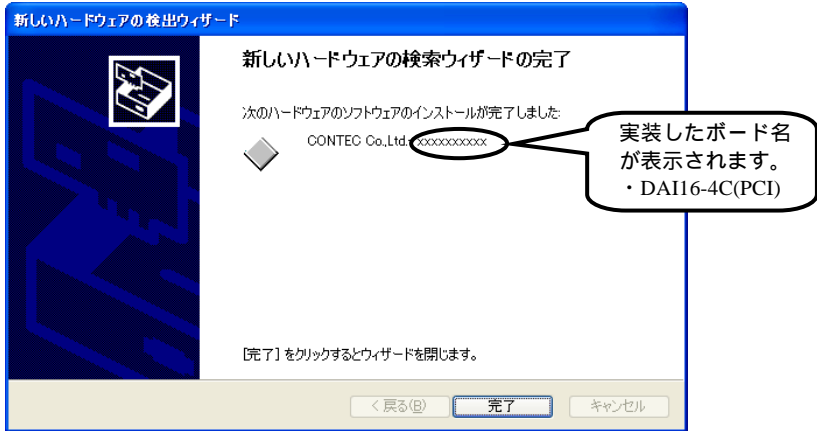 新しいハードウェアの検出ウィザード
新しいハードウェアの検索ウィザードの完了
次のハードウェアのソフトウェアのインストールが完了しました:
CONTEC Co.,Ltd. xxxxxxxxxx
実装したボード名
が表示されます。
・DAI16-4C(PCI)
[完了] をクリックするとウィザードを閉じます。
< 戻る(B)
完了
キャンセル